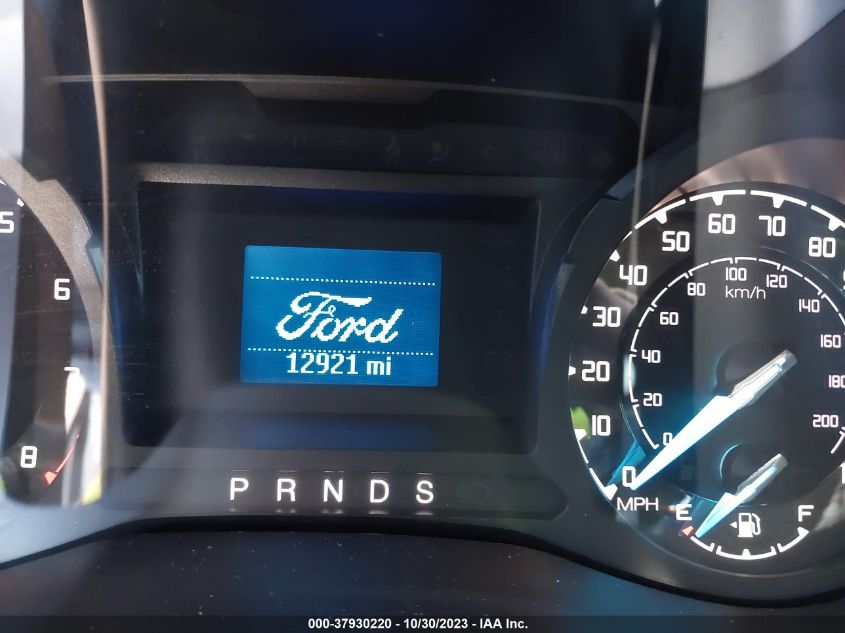 5
6
7
8
Ford
12921 mi
P R N D S
0 10 20 30 40 50 60 70 80
0 20 40 60 80 100 120 140 160 180 200
km/h
MPH
E F
000-37930220 - 10/30/2023 - IAA Inc.